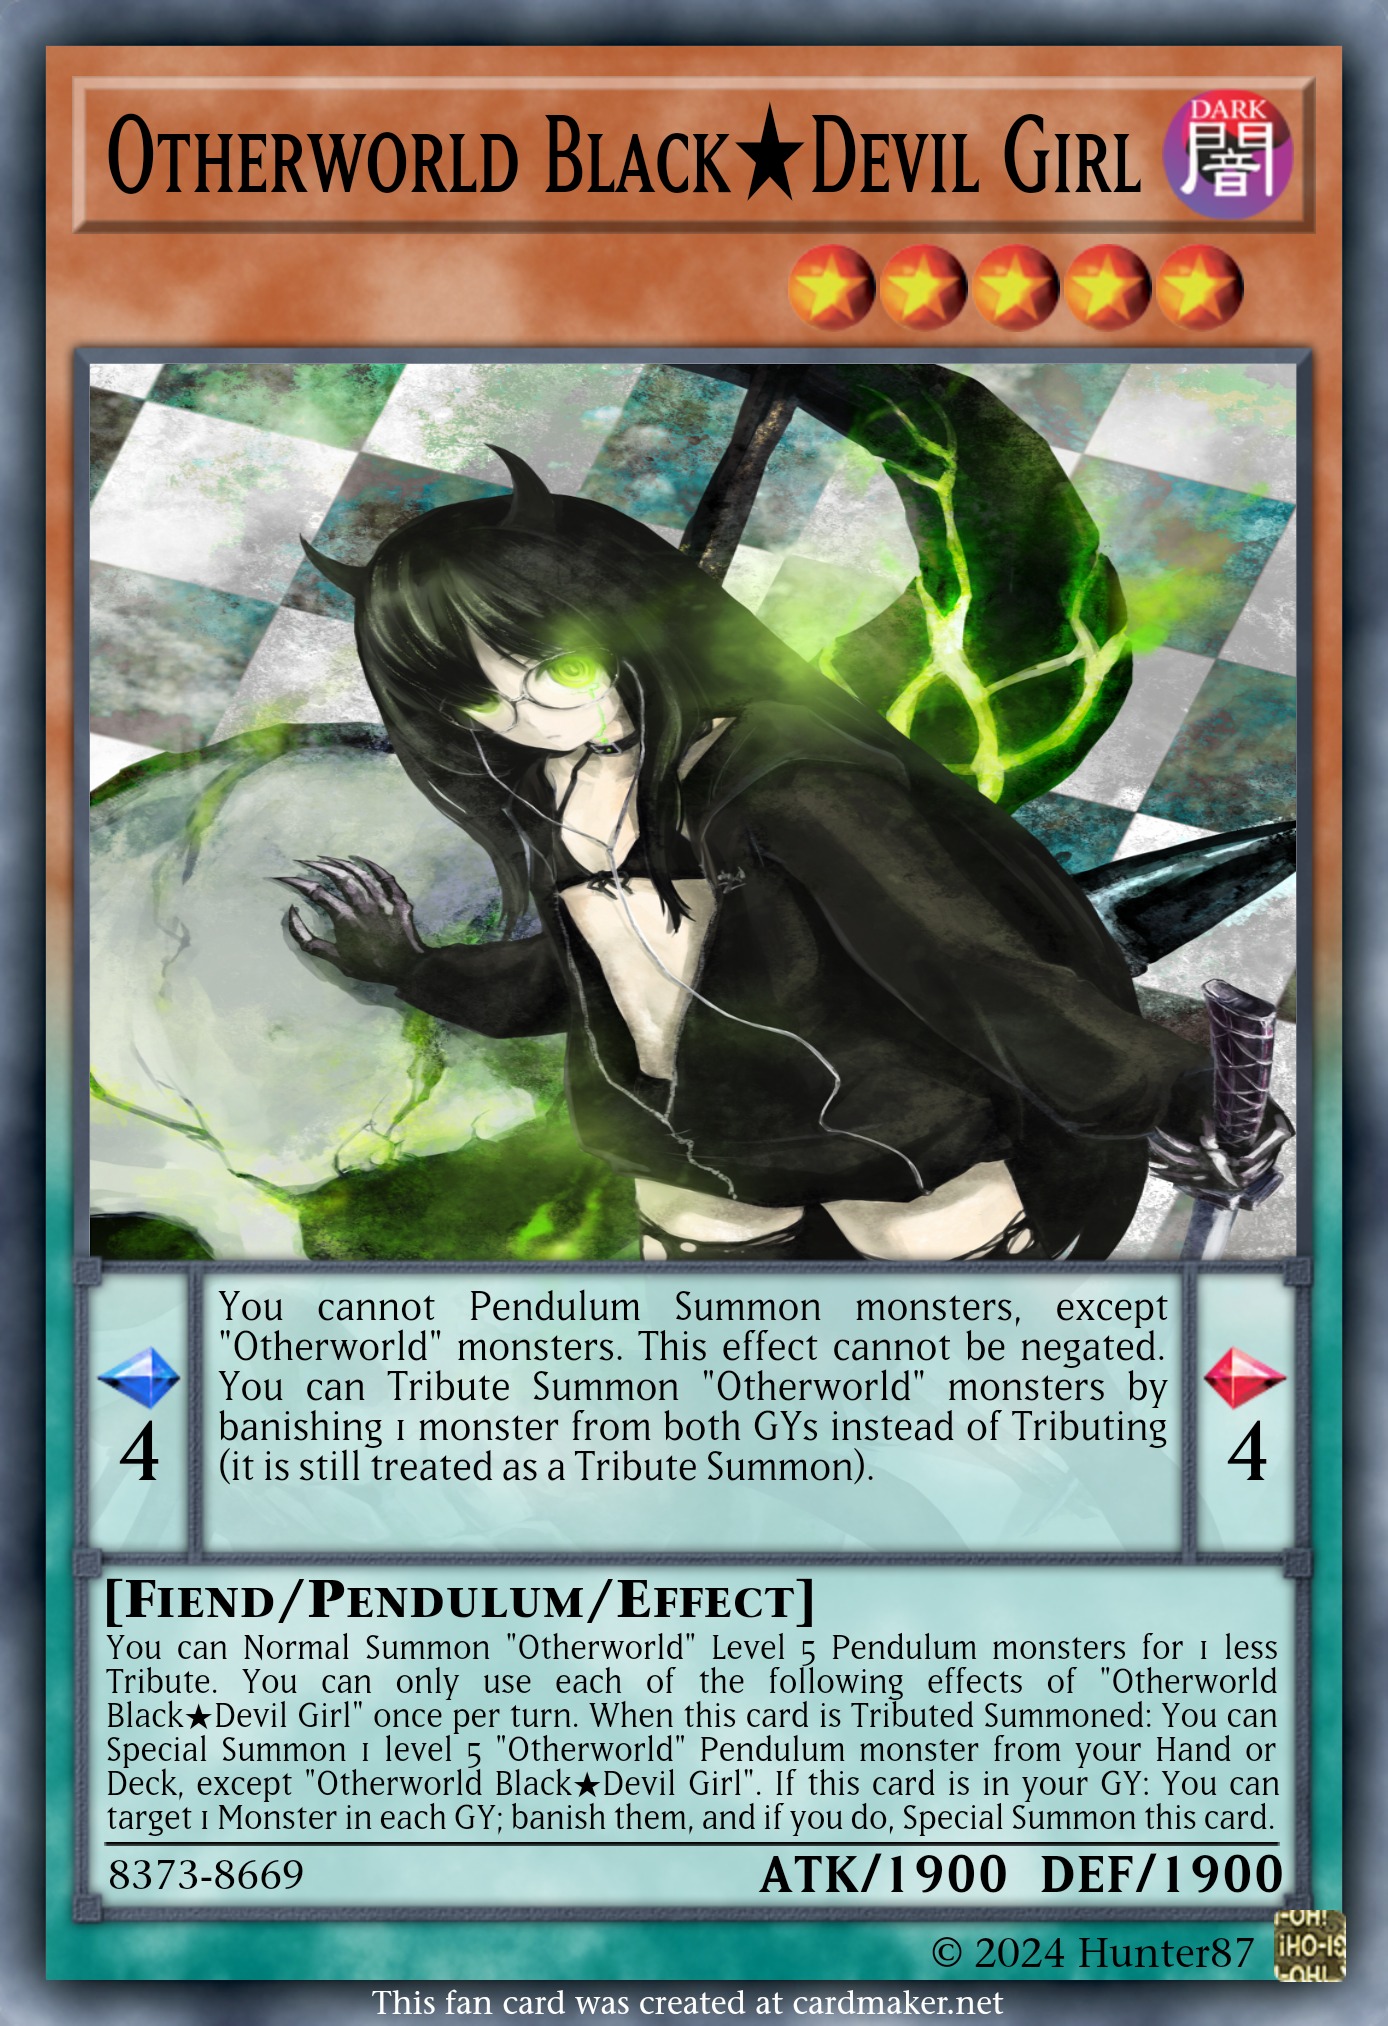 Otherworld Black★Devil Girl
DARK
闇
You cannot Pendulum Summon monsters, except
"Otherworld" monsters. This effect cannot be negated.
You can Tribute Summon "Otherworld" monsters by
banishing 1 monster from both GYs instead of Tributing
(it is still treated as a Tribute Summon).
4
4
[Fiend/Pendulum/Effect]
You can Normal Summon "Otherworld" Level 5 Pendulum monsters for 1 less
Tribute. You can only use each of the following effects of "Otherworld
Black★Devil Girl" once per turn. When this card is Tributed Summoned: You can
Special Summon 1 level 5 "Otherworld" Pendulum monster from your Hand or
Deck, except "Otherworld Black★Devil Girl". If this card is in your GY: You can
target 1 Monster in each GY; banish them, and if you do, Special Summon this card.
8373-8669
ATK/1900 DEF/1900
© 2024 Hunter87
This fan card was created at cardmaker.net